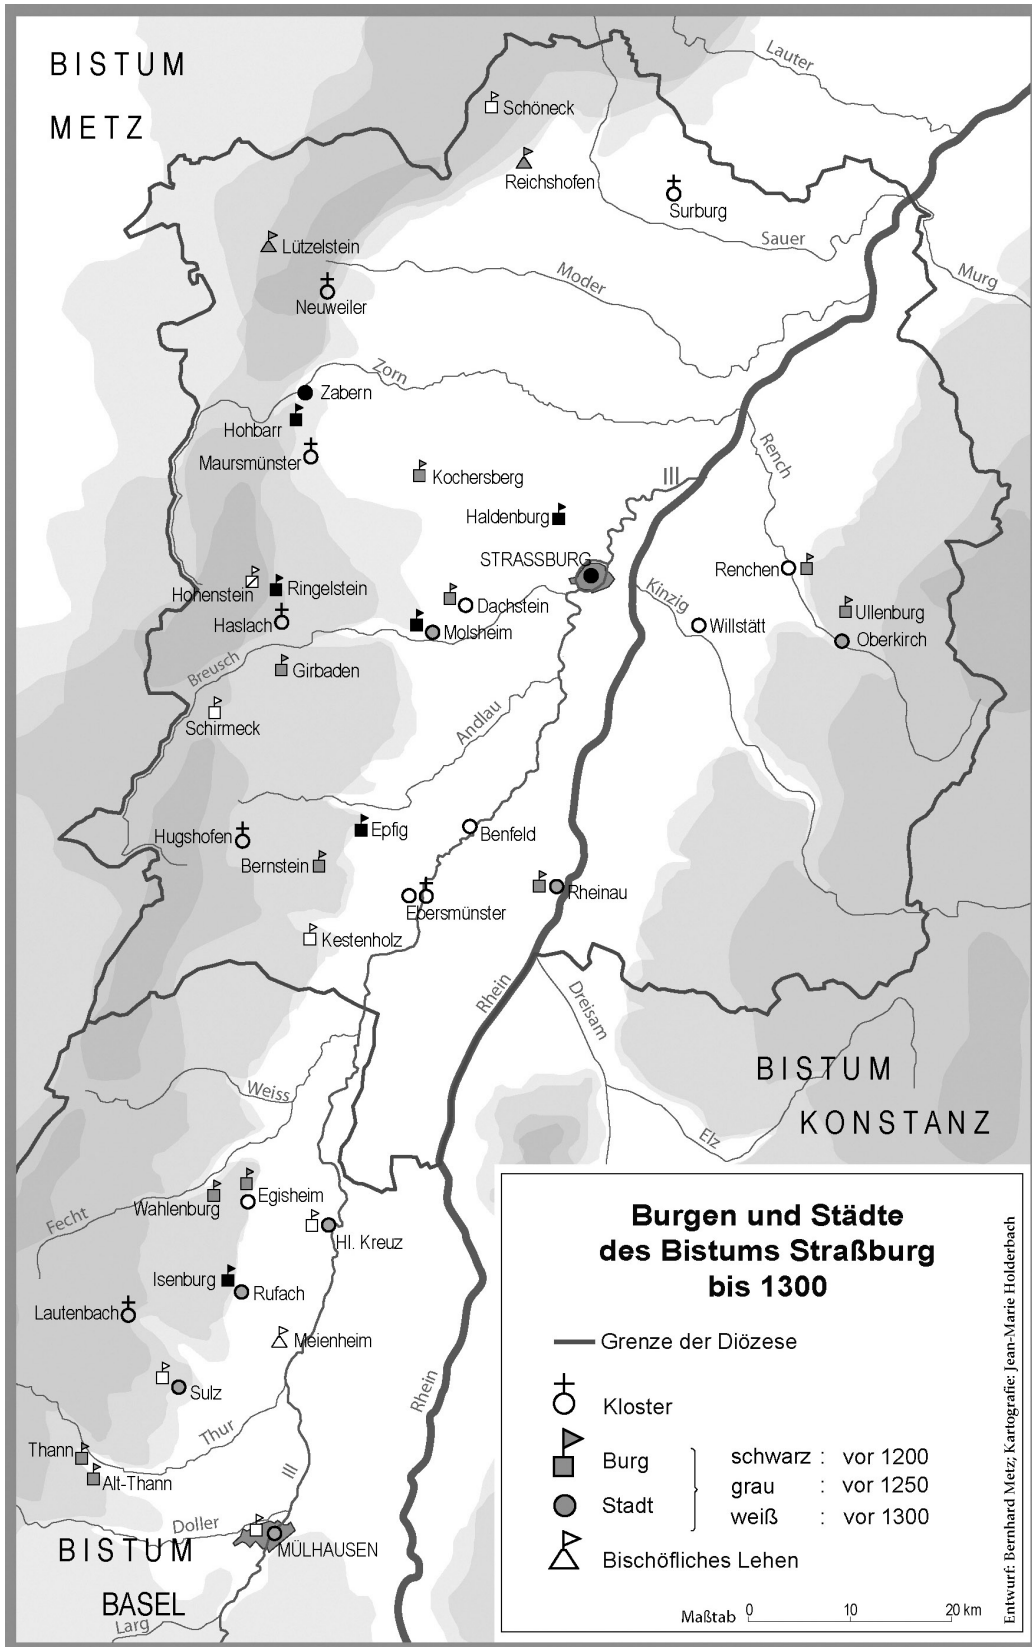 BISTUM
METZ
Lauter
Schöneck
Reichshofen
Surburg
Sauer
Lützelstein
Moder
Murg
Neuweiler
Zorn
Zabern
Hohbarr
Rench
Maursmünster
Kochersberg
Ill
Haldenburg
STRASSBURG
Renchen
Hohenstein
Ringelstein
Kinzig
Dachstein
Ullenburg
Haslach
Molsheim
Willstätt
Oberkirch
Breusch
Girbaden
Schirmeck
Andlau
Hugshofen
Epfig
Benfeld
Bernstein
Rheinau
Ebersmünster
Kestenholz
Rhein
Dreisam
BISTUM
KONSTANZ
Weiss
Elz
Fecht
Wahlenburg
Egisheim
Hl. Kreuz
Isenburg
Rufach
Lautenbach
Meienheim
Sulz
Rhein
Thur
Thann
Alt-Thann
Ill
Doller
MÜLHAUSEN
BISTUM
BASEL
Larg
Burgen und Städte
des Bistums Straßburg
bis 1300
Grenze der Diözese
Kloster
Burg
Stadt
schwarz : vor 1200
grau : vor 1250
weiß : vor 1300
Bischöfliches Lehen
Maßtab 0 10 20 km
Entwurf: Bernhard Metz; Kartografie: Jean-Marie Holderbach